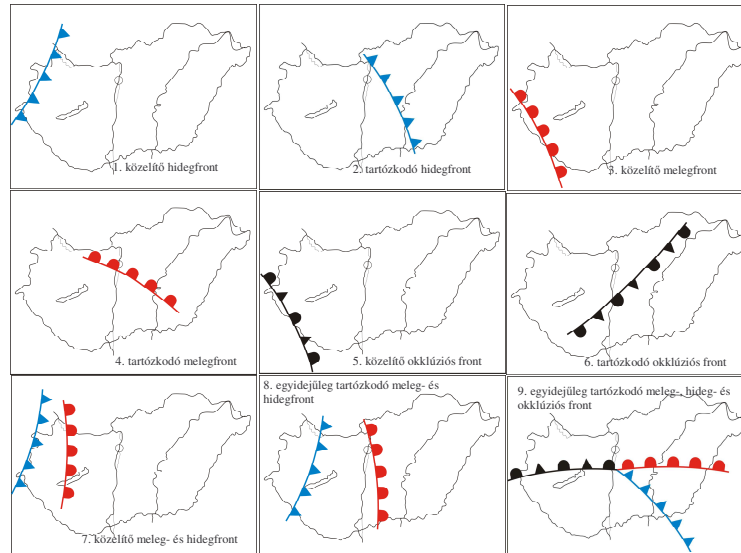 1. közelítő hidegfront
2. tartózkodó hidegfront
3. közelítő melegfront
4. tartózkodó melegfront
5. közelítő okklúziós front
6. tartózkodó okklúziós front
7. közelítő meleg- és hidegfront
8. egyidejűleg tartózkodó meleg- és
hidegfront
9. egyidejűleg tartózkodó meleg-, hideg- és
okklúziós front